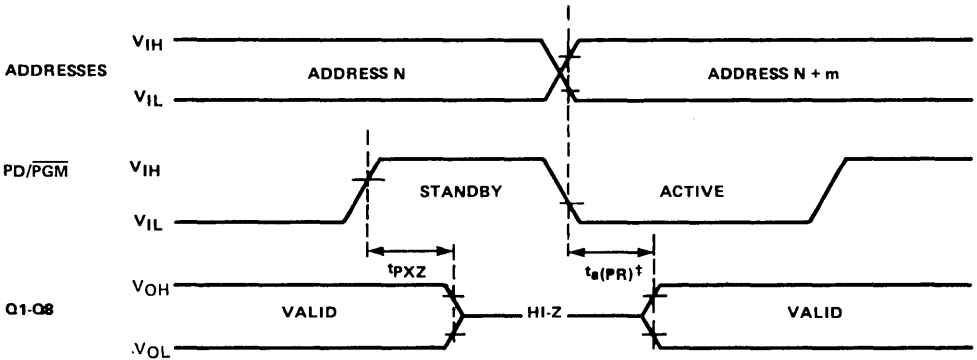 VIH
ADDRESSES
ADDRESS N
ADDRESS N + m
VIL
PD/PGM
VIH
STANDBY
ACTIVE
VIL
tPXZ
ta(PR)†
VOH
Q1-Q8
VALID
HI-Z
VALID
VOL